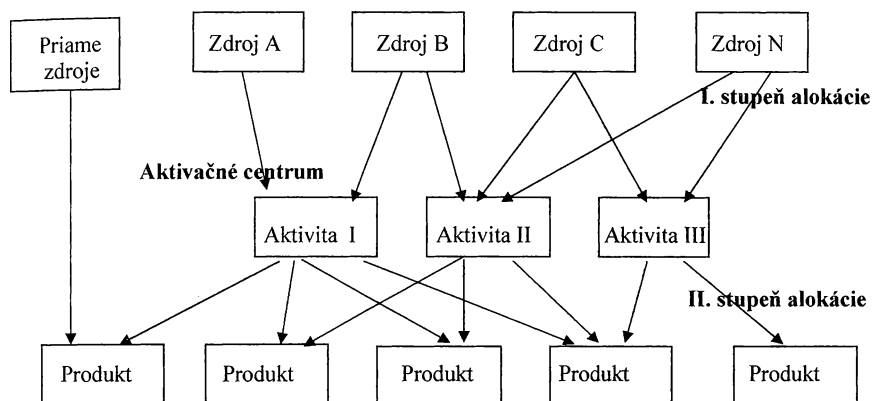 Priame
zdroje
Zdroj A
Zdroj B
Zdroj C
Zdroj N
I. stupeň alokácie
Aktivačné centrum
Aktivita I
Aktivita II
Aktivita III
II. stupeň alokácie
Produkt
Produkt
Produkt
Produkt
Produkt